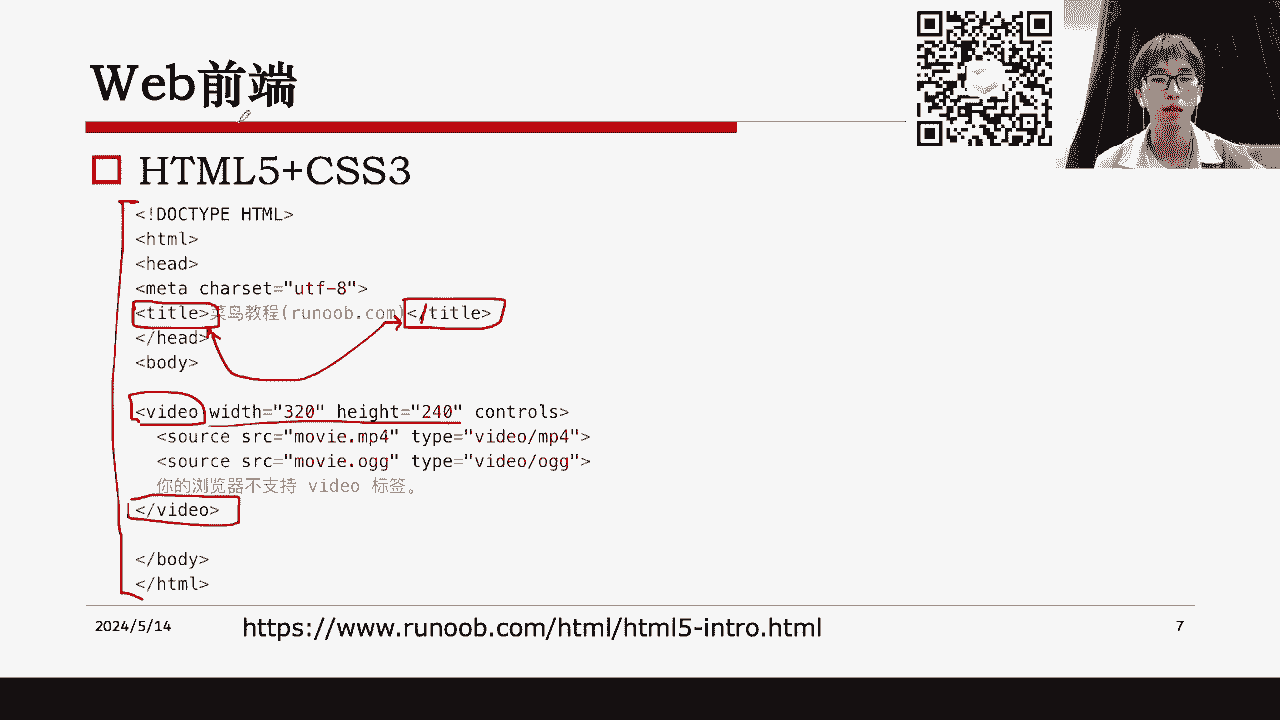 Web前端
HTML5+CSS3
<!DOCTYPE HTML>
<html>
<head>
<meta charset="utf-8">
<title>菜鸟教程(runoob.com)</title>
</head>
<body>
<video width="320" height="240" controls>
<source src="movie.mp4" type="video/mp4">
<source src="movie.ogg" type="video/ogg">
你的浏览器不支持 video 标签。
</video>
</body>
</html>
2024/5/14
https://www.runoob.com/html/html5-intro.html
7